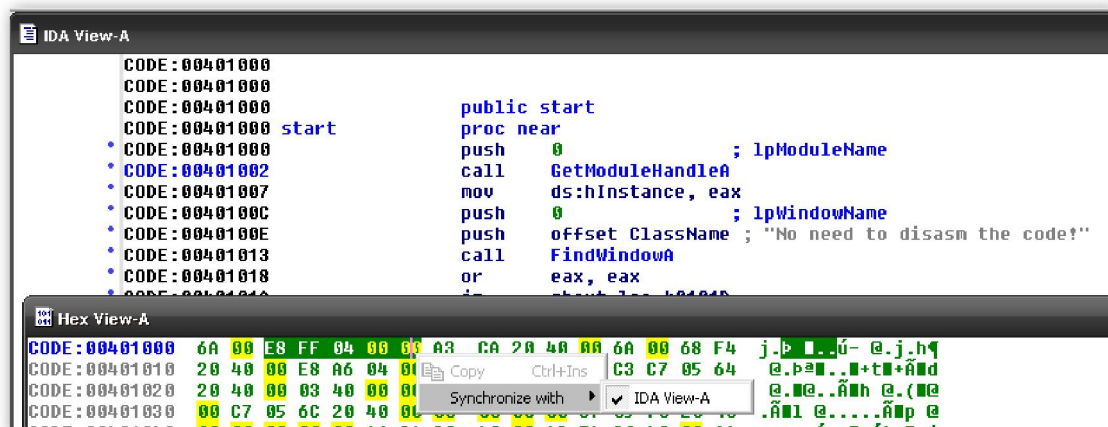 IDA View-A
CODE:00401000
CODE:00401000
CODE:00401000 public start
CODE:00401000 start proc near
CODE:00401000 push 0 ; lpModuleName
CODE:00401002 call GetModuleHandleA
CODE:00401007 mov ds:hInstance, eax
CODE:0040100C push 0 ; lpWindowName
CODE:0040100E push offset ClassName ; "No need to disasm the code!"
CODE:00401013 call FindWindowA
CODE:00401018 or eax, eax
Hex View-A
CODE:00401000 6A 00 E8 FF 04 00 00 A3 CA 20 40 00 6A 00 68 F4
CODE:00401010 20 40 00 E8 A6 04 C3 C7 05 64
Copy Ctrl+Ins
CODE:00401020 20 40 00 03 40 00
Synchronize with IDA View-A
CODE:00401030 00 C7 05 6C 20 40